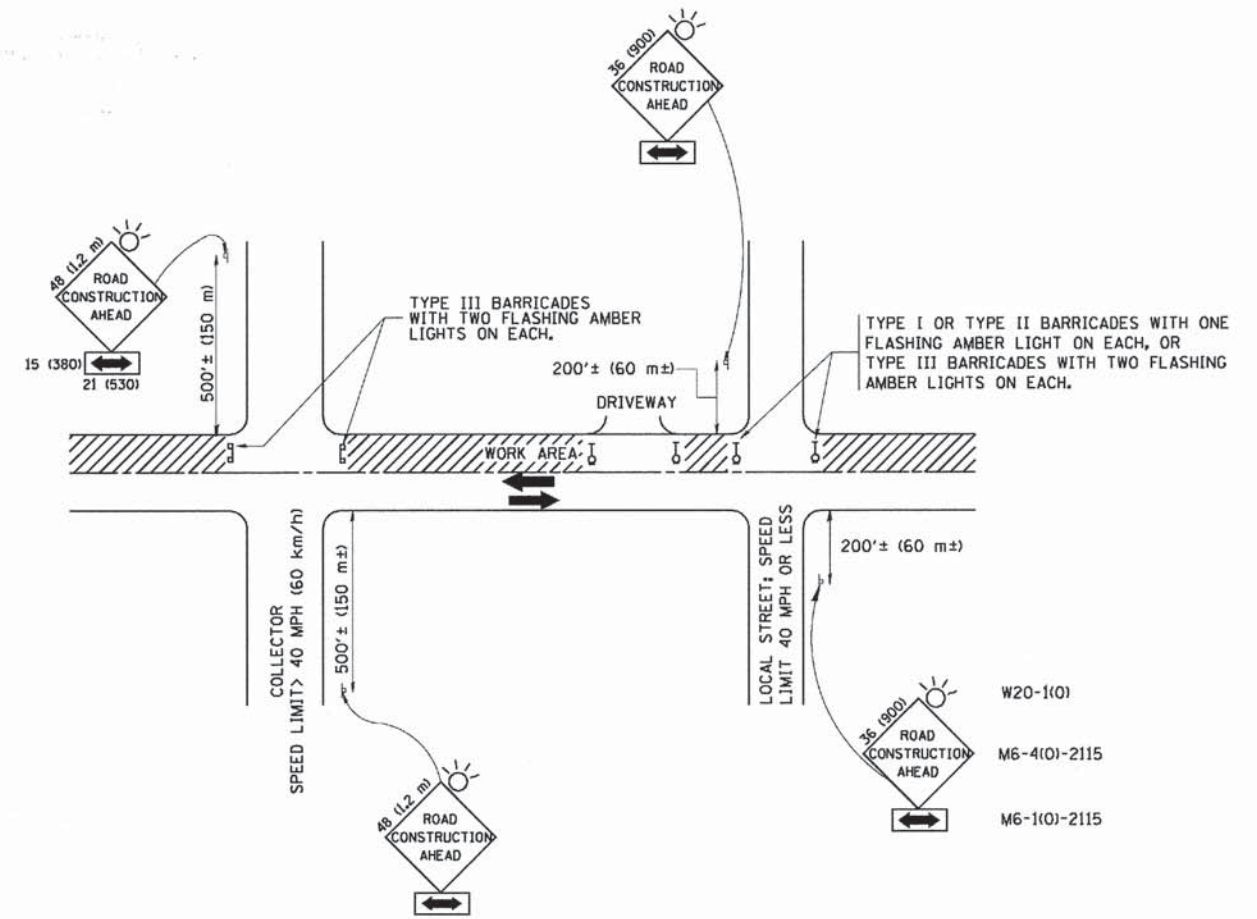 36 (900)
ROAD
CONSTRUCTION
AHEAD
48 (1.2 m)
ROAD
CONSTRUCTION
AHEAD
15 (380)
21 (530)
500'± (150 m)
TYPE III BARRICADES
WITH TWO FLASHING AMBER
LIGHTS ON EACH.
200'± (60 m±)
DRIVEWAY
TYPE I OR TYPE II BARRICADES WITH ONE
FLASHING AMBER LIGHT ON EACH, OR
TYPE III BARRICADES WITH TWO FLASHING
AMBER LIGHTS ON EACH.
WORK AREA
COLLECTOR
SPEED LIMIT> 40 MPH (60 km/h)
500'± (150 m±)
LOCAL STREET; SPEED
LIMIT 40 MPH OR LESS
200'± (60 m±)
36 (900)
ROAD
CONSTRUCTION
AHEAD
W20-1(O)
M6-4(O)-2115
M6-1(O)-2115
48 (1.2 m)
ROAD
CONSTRUCTION
AHEAD